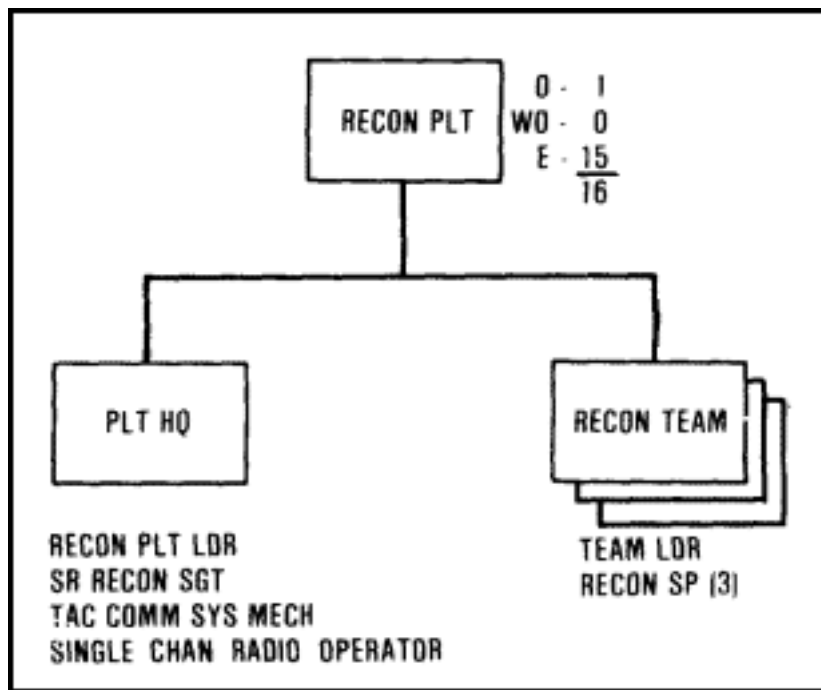 RECON PLT
O - 1
WO - 0
E - 15
16
PLT HQ
RECON TEAM
RECON PLT LDR
SR RECON SGT
TAC COMM SYS MECH
SINGLE CHAN RADIO OPERATOR
TEAM LDR
RECON SP (3)